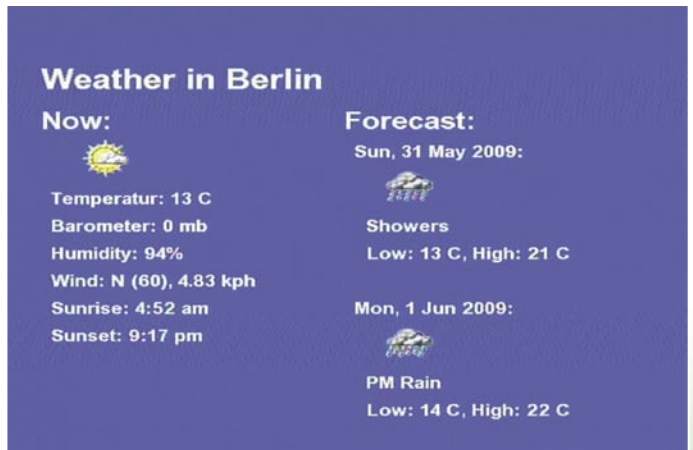 Weather in Berlin
Now:
Temperatur: 13 C
Barometer: 0 mb
Humidity: 94%
Wind: N (60), 4.83 kph
Sunrise: 4:52 am
Sunset: 9:17 pm
Forecast:
Sun, 31 May 2009:
Showers
Low: 13 C, High: 21 C
Mon, 1 Jun 2009:
PM Rain
Low: 14 C, High: 22 C